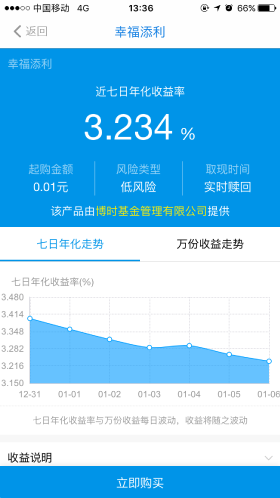 中国移动 4G 13:36 66%
返回 幸福添利
幸福添利
近七日年化收益率
3.234 %
起购金额 风险类型 取现时间
0.01元 低风险 实时赎回
该产品由博时基金管理有限公司提供
七日年化走势 万份收益走势
七日年化收益率(%)
3.480
3.414
3.348
3.282
3.216
3.150
12-31 01-01 01-02 01-03 01-04 01-05 01-06
七日年化收益率与万份收益每日波动，收益将随之波动
收益说明
立即购买